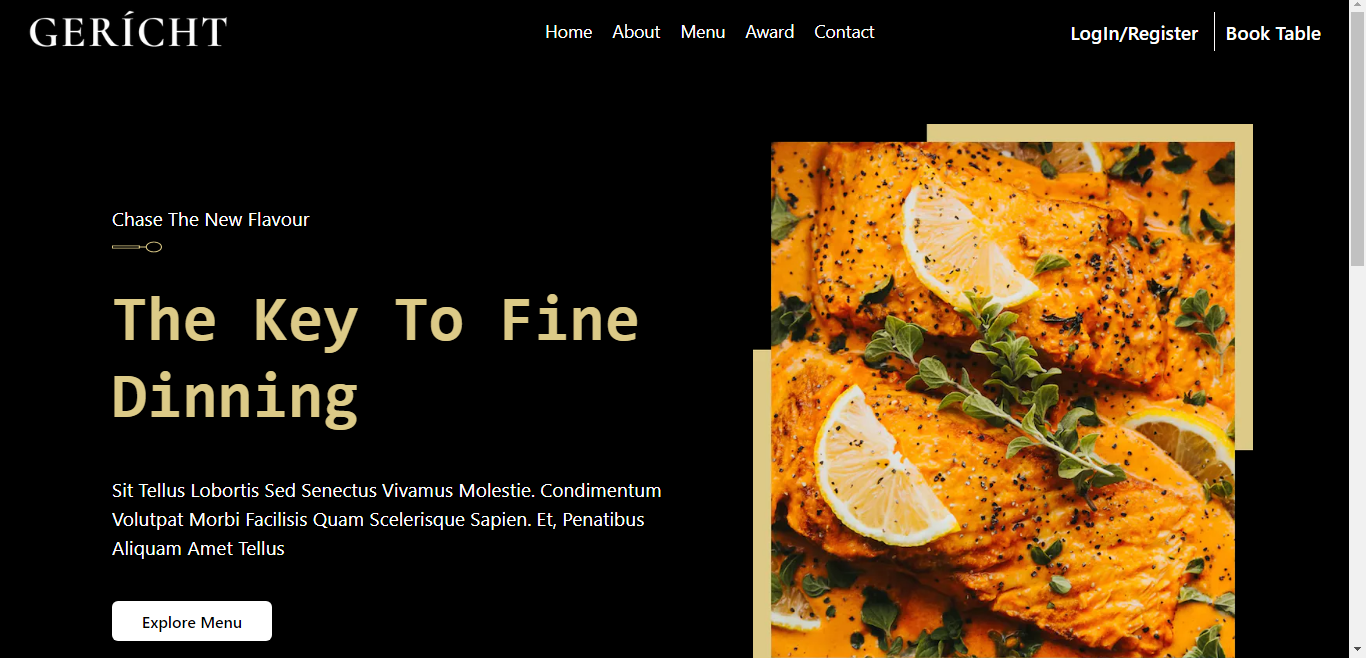 GERÍCHT
Home About Menu Award Contact
LogIn/Register Book Table
Chase The New Flavour
The Key To Fine
Dinning
Sit Tellus Lobortis Sed Senectus Vivamus Molestie. Condimentum
Volutpat Morbi Facilisis Quam Scelerisque Sapien. Et, Penatibus
Aliquam Amet Tellus
Explore Menu